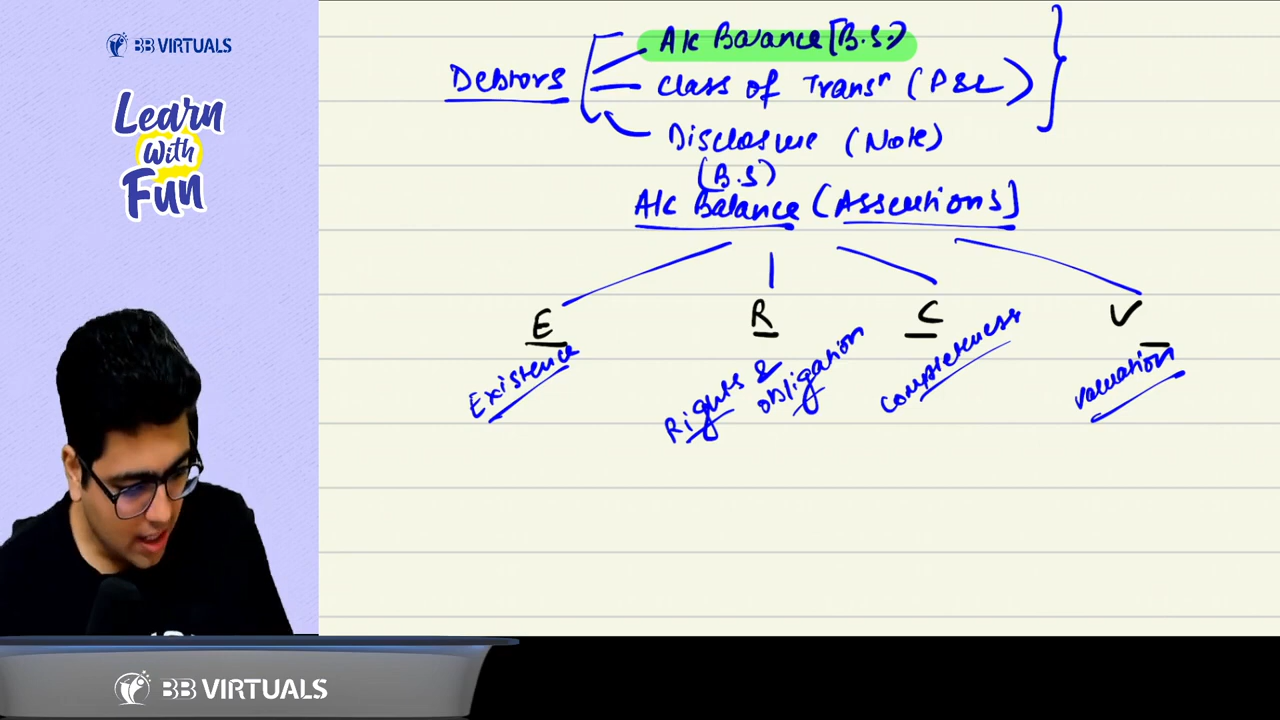 BB VIRTUALS
Learn
With
Fun
Debtors
A/c Balance [B.S.)
Class of Transⁿ (P&L)
Disclosure (Note)
(B.S)
A/c Balance (Assertions]
E
R
C
V
Existence
Rights &
obligation
completeness
valuation
BB VIRTUALS